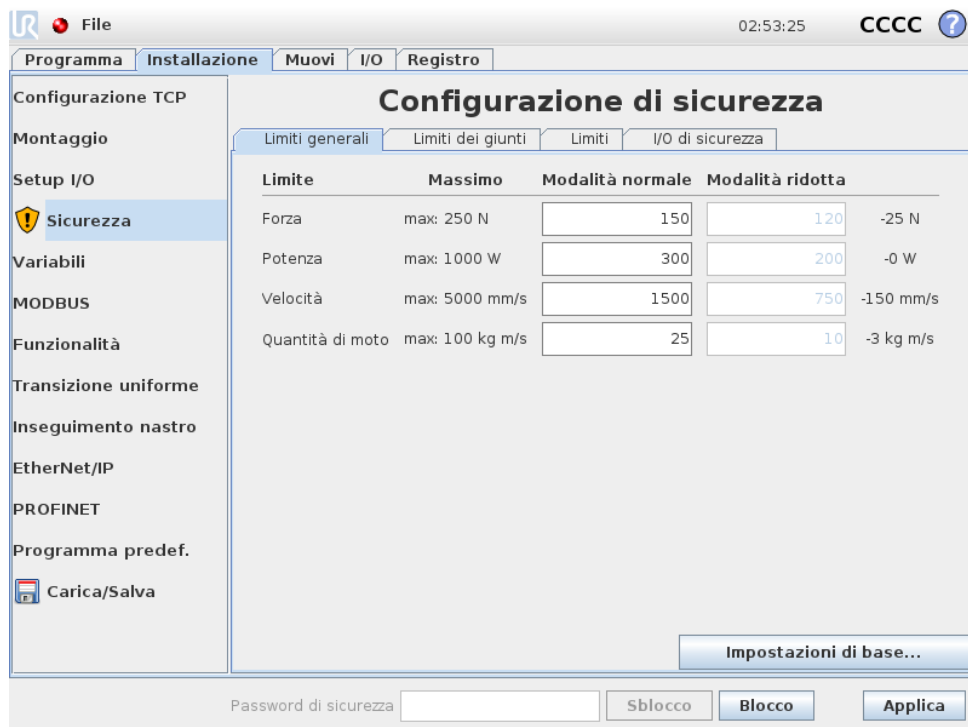 UR File 02:53:25 CCCC ?
Programma Installazione Muovi I/O Registro
Configurazione TCP
Montaggio
Setup I/O
Sicurezza
Variabili
MODBUS
Funzionalità
Transizione uniforme
Inseguimento nastro
EtherNet/IP
PROFINET
Programma predef.
Carica/Salva
Configurazione di sicurezza
Limiti generali Limiti dei giunti Limiti I/O di sicurezza
Limite Massimo Modalità normale Modalità ridotta
Forza max: 250 N 150 120 -25 N
Potenza max: 1000 W 300 200 -0 W
Velocità max: 5000 mm/s 1500 750 -150 mm/s
Quantità di moto max: 100 kg m/s 25 10 -3 kg m/s
Impostazioni di base...
Password di sicurezza Sblocco Blocco Applica